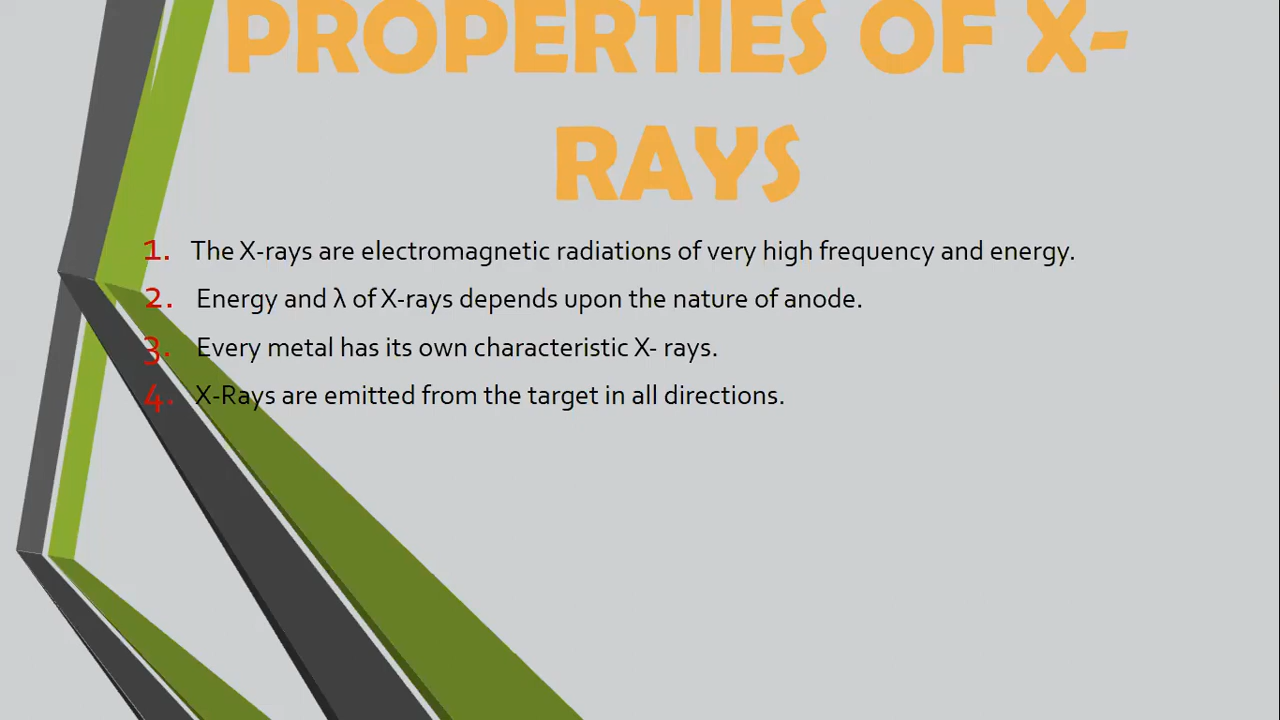 PROPERTIES OF X-
RAYS
1. The X-rays are electromagnetic radiations of very high frequency and energy.
2. Energy and λ of X-rays depends upon the nature of anode.
3. Every metal has its own characteristic X- rays.
4. X-Rays are emitted from the target in all directions.